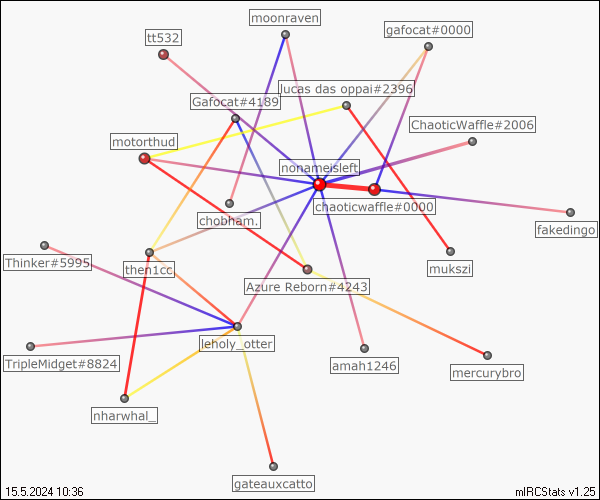 moonraven
gafocat#0000
tt532
lucas das oppai#2396
Gafocat#4189
ChaoticWaffle#2006
motorthud
nonameisleft
chaoticwaffle#0000
chobham.
fakedingo
Thinker#5995
then1cc
mukszi
Azure Reborn#4243
leholy_otter
TripleMidget#8824
amah1246
mercurybro
nharwhal_
gateauxcatto
15.5.2024 10:36
mIRCStats v1.25